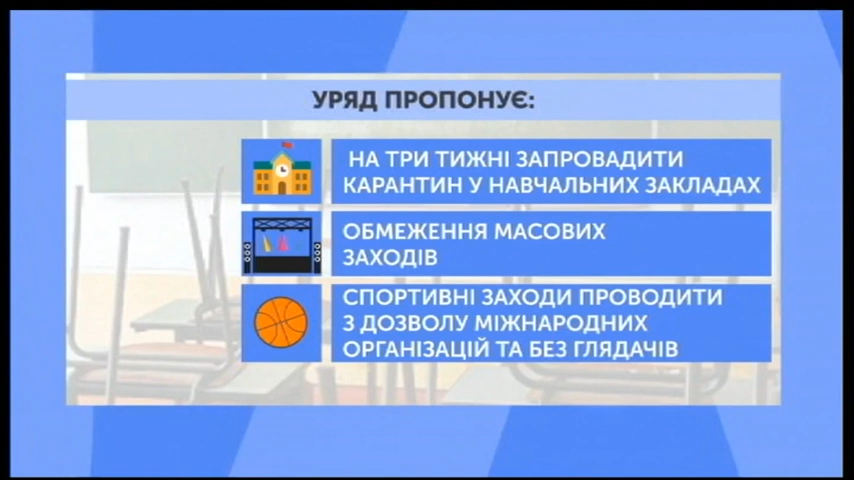 УРЯД ПРОПОНУЄ:
НА ТРИ ТИЖНІ ЗАПРОВАДИТИ
КАРАНТИН У НАВЧАЛЬНИХ ЗАКЛАДАХ
ОБМЕЖЕННЯ МАСОВИХ
ЗАХОДІВ
СПОРТИВНІ ЗАХОДИ ПРОВОДИТИ
З ДОЗВОЛУ МІЖНАРОДНИХ
ОРГАНІЗАЦІЙ ТА БЕЗ ГЛЯДАЧІВ